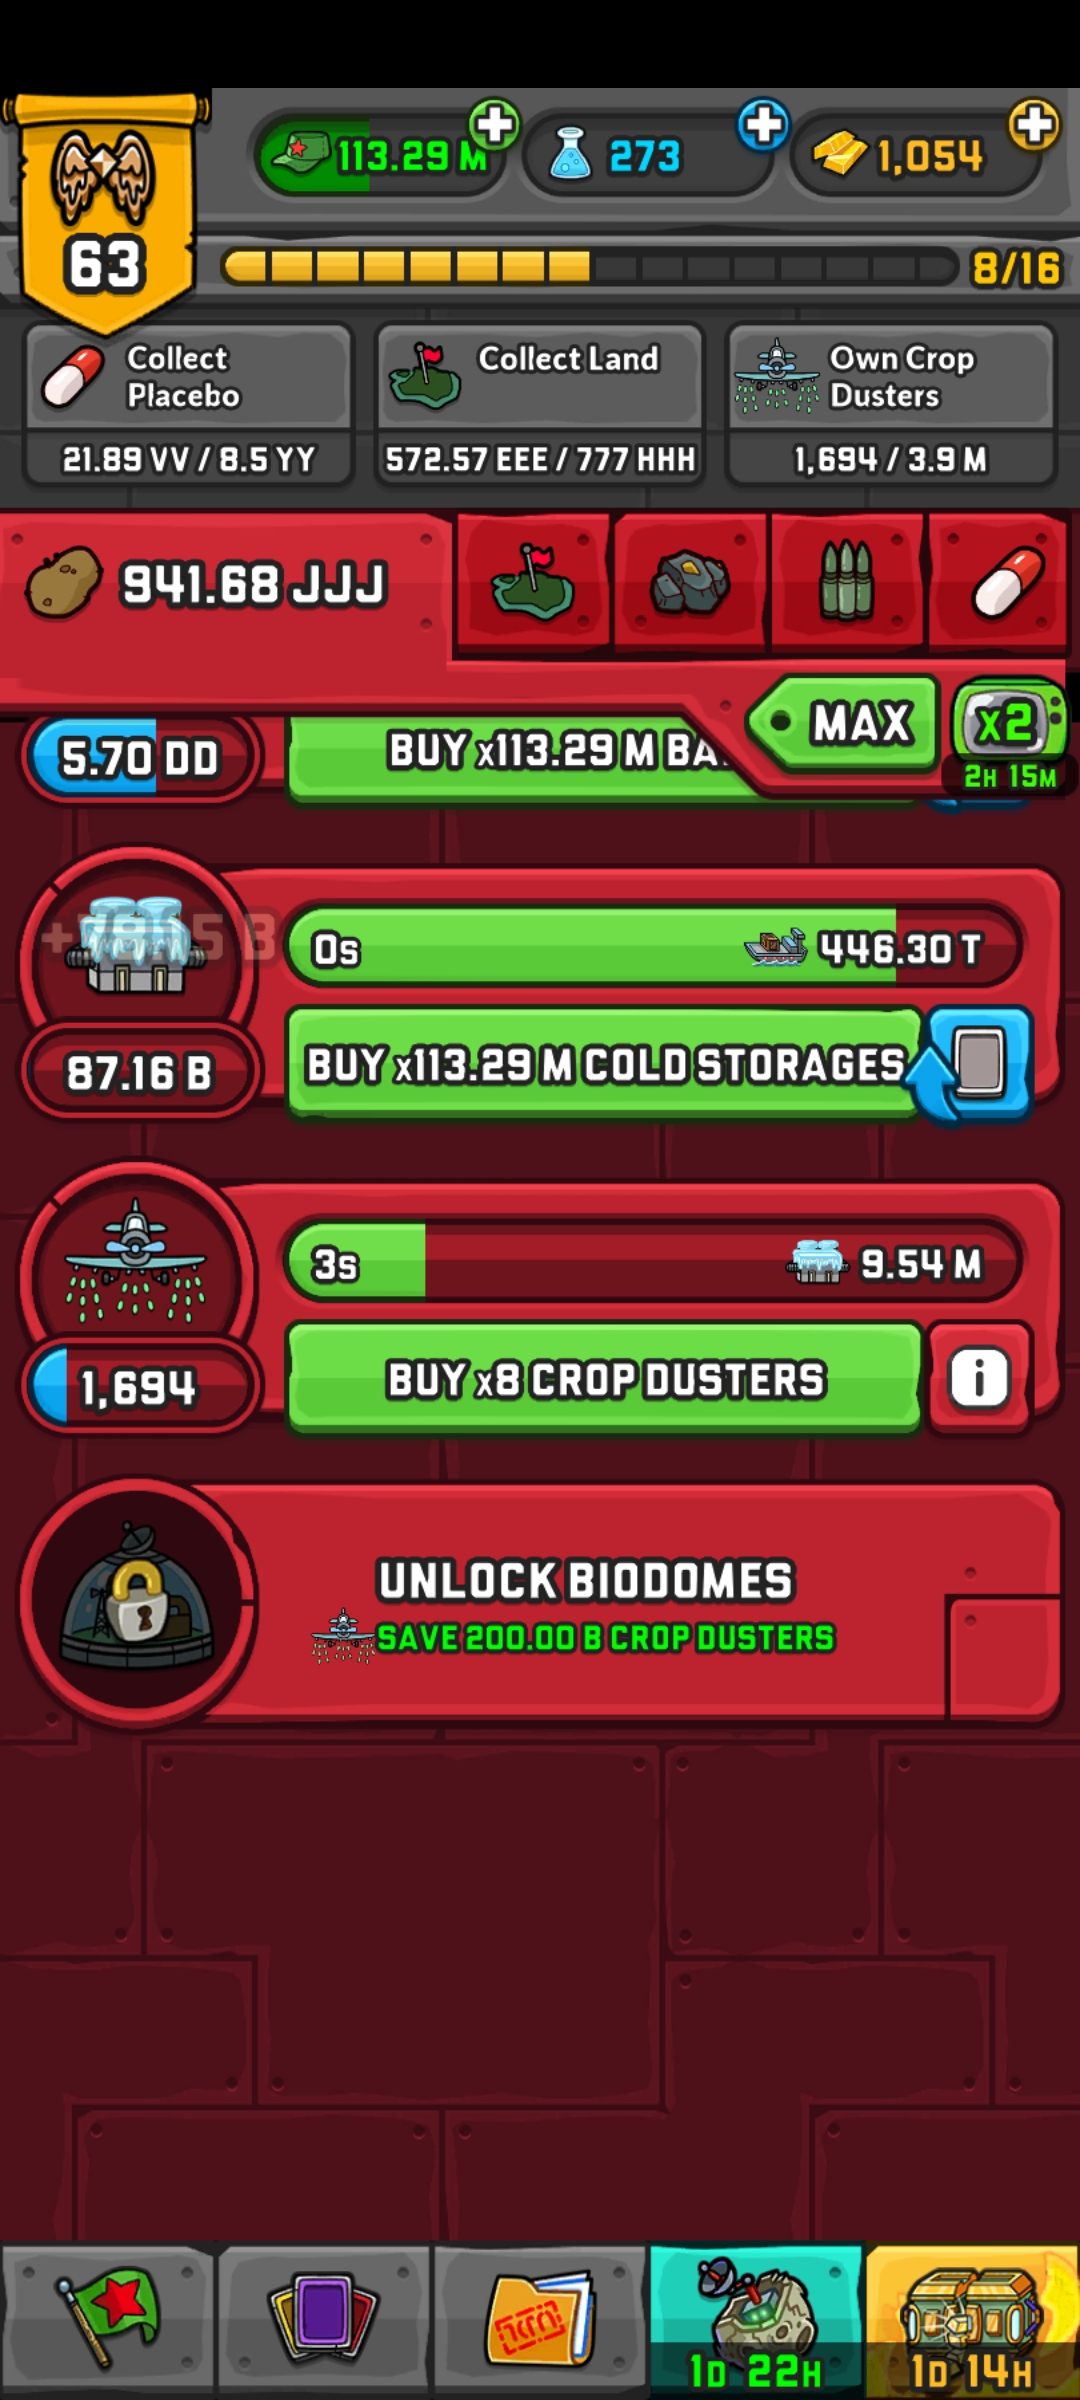 113.29 M
273
1,054
63
8/16
Collect
Placebo
21.89 VV / 8.5 YY
Collect Land
572.57 EEE / 777 HHH
Own Crop
Dusters
1,694 / 3.9 M
941.68 JJJ
MAX
X2
2H 15M
5.70 DD
BUY x113.29 M BA
0s
446.30 T
87.16 B
BUY x113.29 M COLD STORAGES
3s
9.54 M
1,694
BUY x8 CROP DUSTERS
i
UNLOCK BIODOMES
SAVE 200.00 B CROP DUSTERS
1D 22H
1D 14H